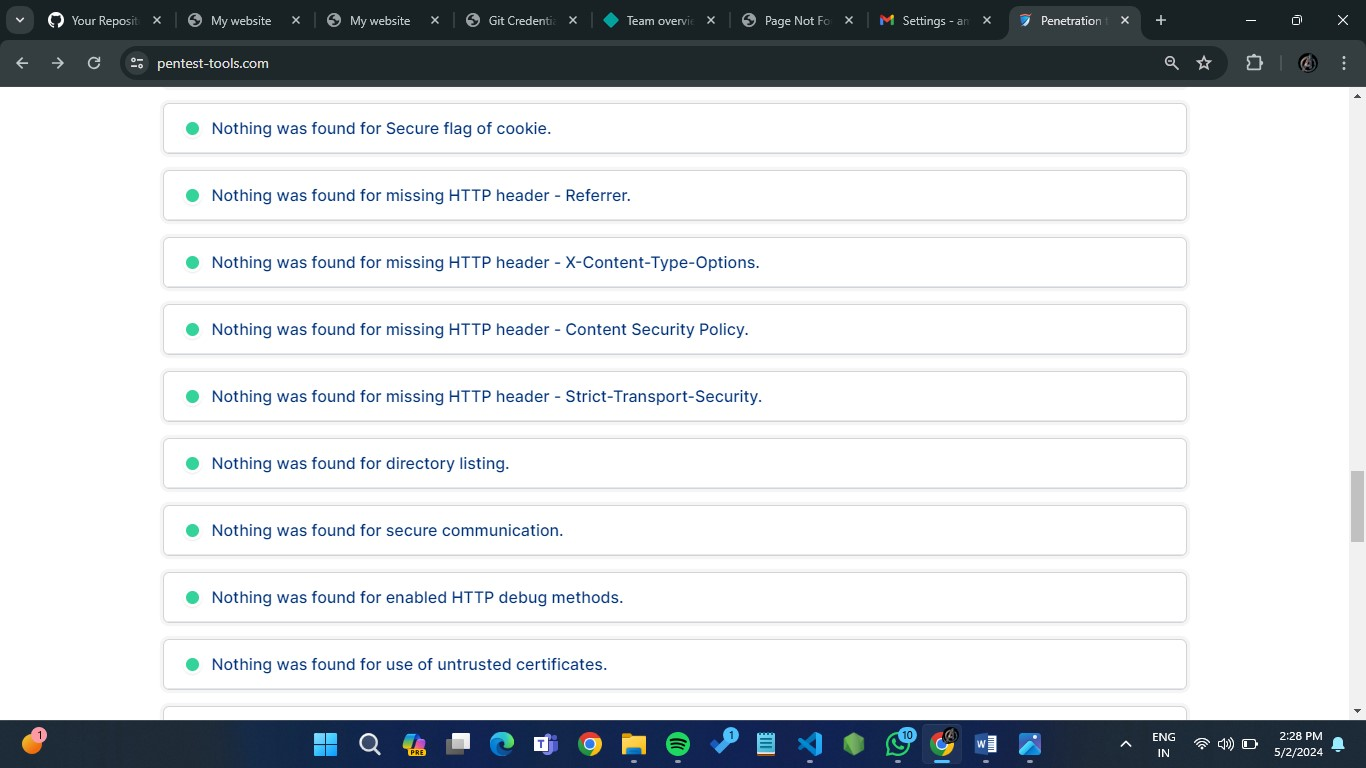 Your Reposit
My website
My website
Git Credenti
Team overvi
Page Not Fo
Settings - an
Penetration t
pentest-tools.com
Nothing was found for Secure flag of cookie.
Nothing was found for missing HTTP header - Referrer.
Nothing was found for missing HTTP header - X-Content-Type-Options.
Nothing was found for missing HTTP header - Content Security Policy.
Nothing was found for missing HTTP header - Strict-Transport-Security.
Nothing was found for directory listing.
Nothing was found for secure communication.
Nothing was found for enabled HTTP debug methods.
Nothing was found for use of untrusted certificates.
1
PRE
1
10
ENG
IN
2:28 PM
5/2/2024